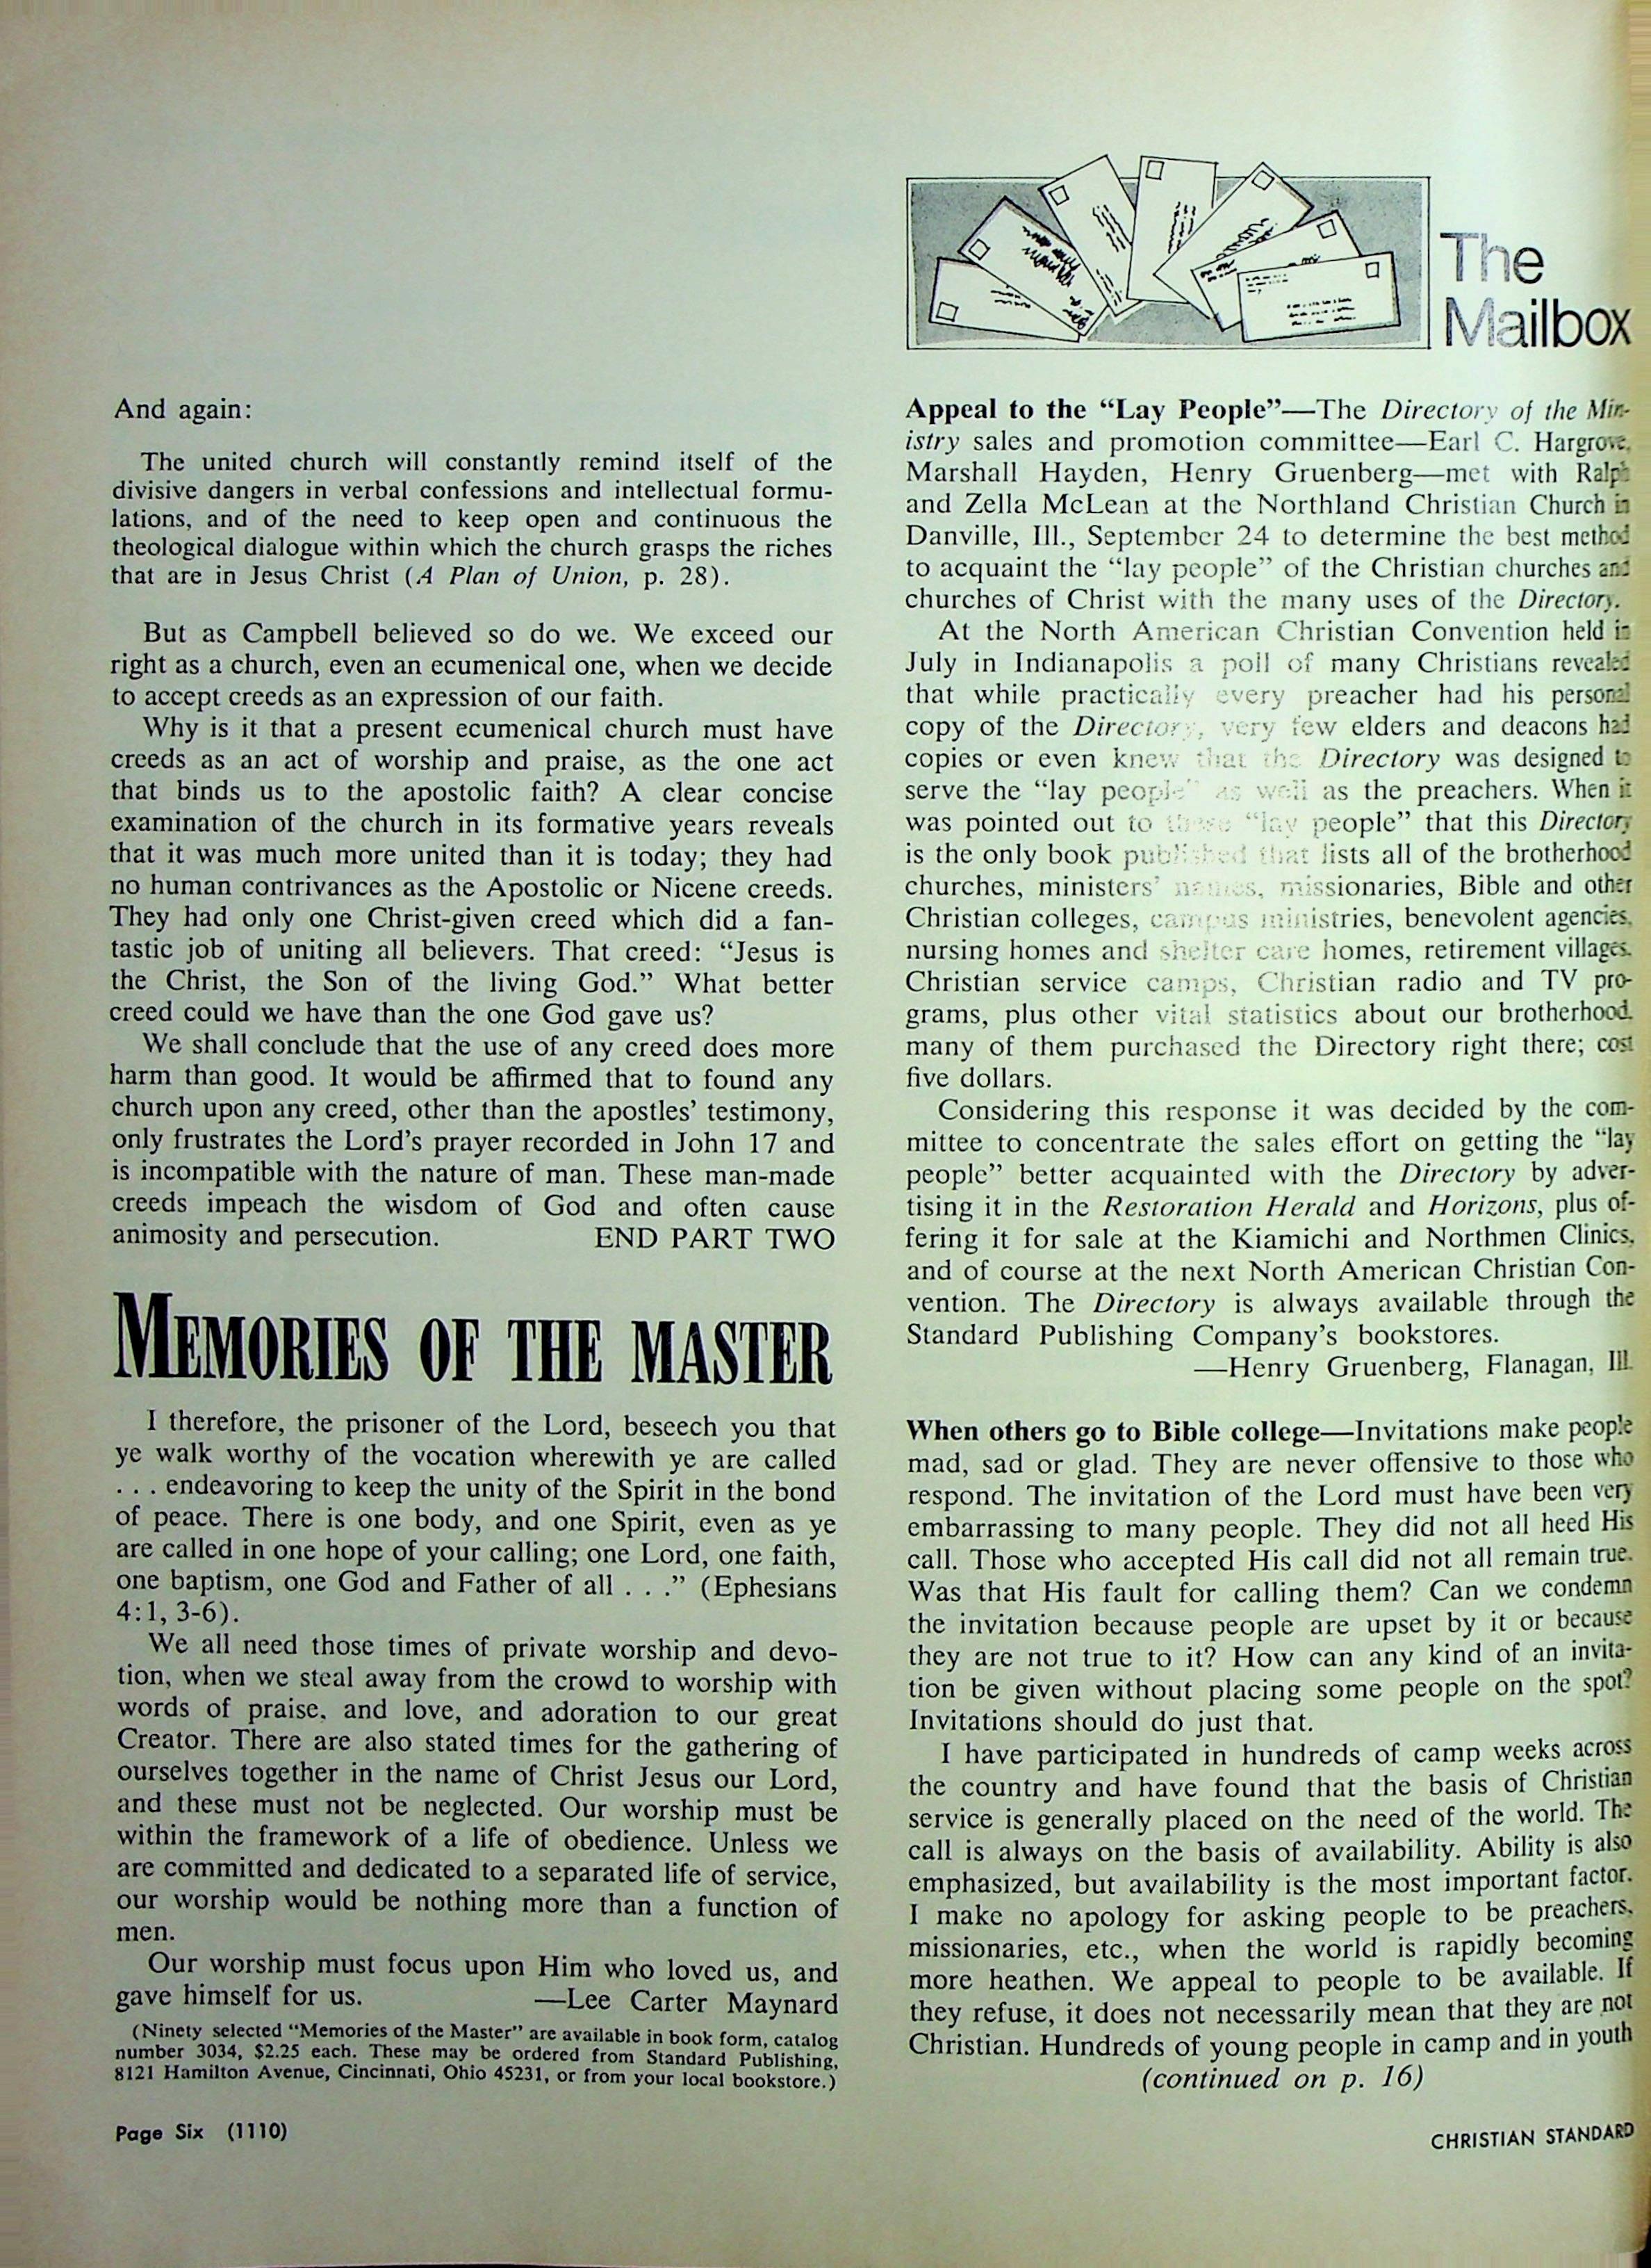 And again:
The united church will constantly remind itself of the
divisive dangers in verbal confessions and intellectual formu-
lations, and of the need to keep open and continuous the
theological dialogue within which the church grasps the riches
that are in Jesus Christ (A Plan of Union, p. 28).
But as Campbell believed so do we. We exceed our
right as a church, even an ecumenical one, when we decide
to accept creeds as an expression of our faith.
Why is it that a present ecumenical church must have
creeds as an act of worship and praise, as the one act
that binds us to the apostolic faith? A clear concise
examination of the church in its formative years reveals
that it was much more united than it is today; they had
no human contrivances as the Apostolic or Nicene creeds.
They had only one Christ-given creed which did a fan-
tastic job of uniting all believers. That creed: “Jesus is
the Christ, the Son of the living God.” What better
creed could we have than the one God gave us?
We shall conclude that the use of any creed does more
harm than good. It would be affirmed that to found any
church upon any creed, other than the apostles’ testimony,
only frustrates the Lord’s prayer recorded in John 17 and
is incompatible with the nature of man. These man-made
creeds impeach the wisdom of God and often cause
animosity and persecution. END PART TWO
MEMORIES OF THE MASTER
I therefore, the prisoner of the Lord, beseech you that
ye walk worthy of the vocation wherewith ye are called
. . . endeavoring to keep the unity of the Spirit in the bond
of peace. There is one body, and one Spirit, even as ye
are called in one hope of your calling; one Lord, one faith,
one baptism, one God and Father of all . . .” (Ephesians
4:1, 3-6).
We all need those times of private worship and devo-
tion, when we steal away from the crowd to worship with
words of praise, and love, and adoration to our great
Creator. There are also stated times for the gathering of
ourselves together in the name of Christ Jesus our Lord,
and these must not be neglected. Our worship must be
within the framework of a life of obedience. Unless we
are committed and dedicated to a separated life of service,
our worship would be nothing more than a function of
men.
Our worship must focus upon Him who loved us, and
gave himself for us. —Lee Carter Maynard
(Ninety selected “Memories of the Master” are available in book form, catalog
number 3034, $2.25 each. These may be ordered from Standard Publishing,
8121 Hamilton Avenue, Cincinnati, Ohio 45231, or from your local bookstore.)
Page Six (1110)
The
Mailbox
Appeal to the “Lay People”—The Directory of the Min-
istry sales and promotion committee—Earl C. Hargrove,
Marshall Hayden, Henry Gruenberg—met with Ralph
and Zella McLean at the Northland Christian Church in
Danville, Ill., September 24 to determine the best method
to acquaint the “lay people” of the Christian churches and
churches of Christ with the many uses of the Directory.
At the North American Christian Convention held in
July in Indianapolis a poll of many Christians revealed
that while practically every preacher had his personal
copy of the Directory, very few elders and deacons had
copies or even knew that the Directory was designed to
serve the “lay people” as well as the preachers. When it
was pointed out to these “lay people” that this Directory
is the only book published that lists all of the brotherhood
churches, ministers’ names, missionaries, Bible and other
Christian colleges, campus ministries, benevolent agencies,
nursing homes and shelter care homes, retirement villages,
Christian service camps, Christian radio and TV pro-
grams, plus other vital statistics about our brotherhood,
many of them purchased the Directory right there; cost
five dollars.
Considering this response it was decided by the com-
mittee to concentrate the sales effort on getting the “lay
people” better acquainted with the Directory by adver-
tising it in the Restoration Herald and Horizons, plus of-
fering it for sale at the Kiamichi and Northmen Clinics,
and of course at the next North American Christian Con-
vention. The Directory is always available through the
Standard Publishing Company’s bookstores.
—Henry Gruenberg, Flanagan, Ill.
When others go to Bible college—Invitations make people
mad, sad or glad. They are never offensive to those who
respond. The invitation of the Lord must have been very
embarrassing to many people. They did not all heed His
call. Those who accepted His call did not all remain true.
Was that His fault for calling them? Can we condemn
the invitation because people are upset by it or because
they are not true to it? How can any kind of an invita-
tion be given without placing some people on the spot?
Invitations should do just that.
I have participated in hundreds of camp weeks across
the country and have found that the basis of Christian
service is generally placed on the need of the world. The
call is always on the basis of availability. Ability is also
emphasized, but availability is the most important factor.
I make no apology for asking people to be preachers,
missionaries, etc., when the world is rapidly becoming
more heathen. We appeal to people to be available. If
they refuse, it does not necessarily mean that they are not
Christian. Hundreds of young people in camp and in youth
(continued on p. 16)
CHRISTIAN STANDARD